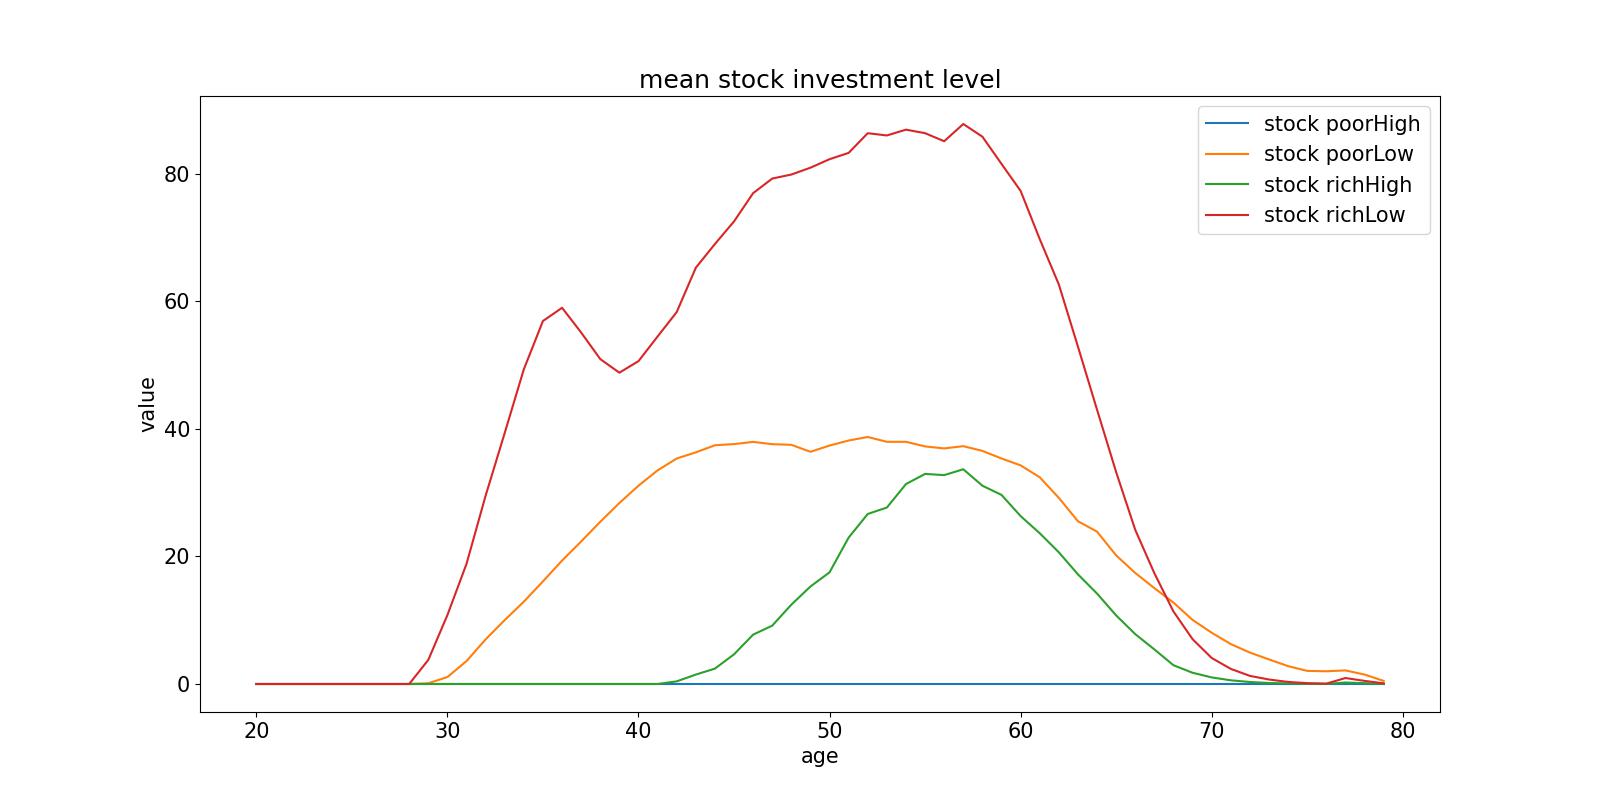 mean stock investment level
stock poorHigh
stock poorLow
stock richHigh
stock richLow
80
60
40
20
0
value
20 30 40 50 60 70 80
age